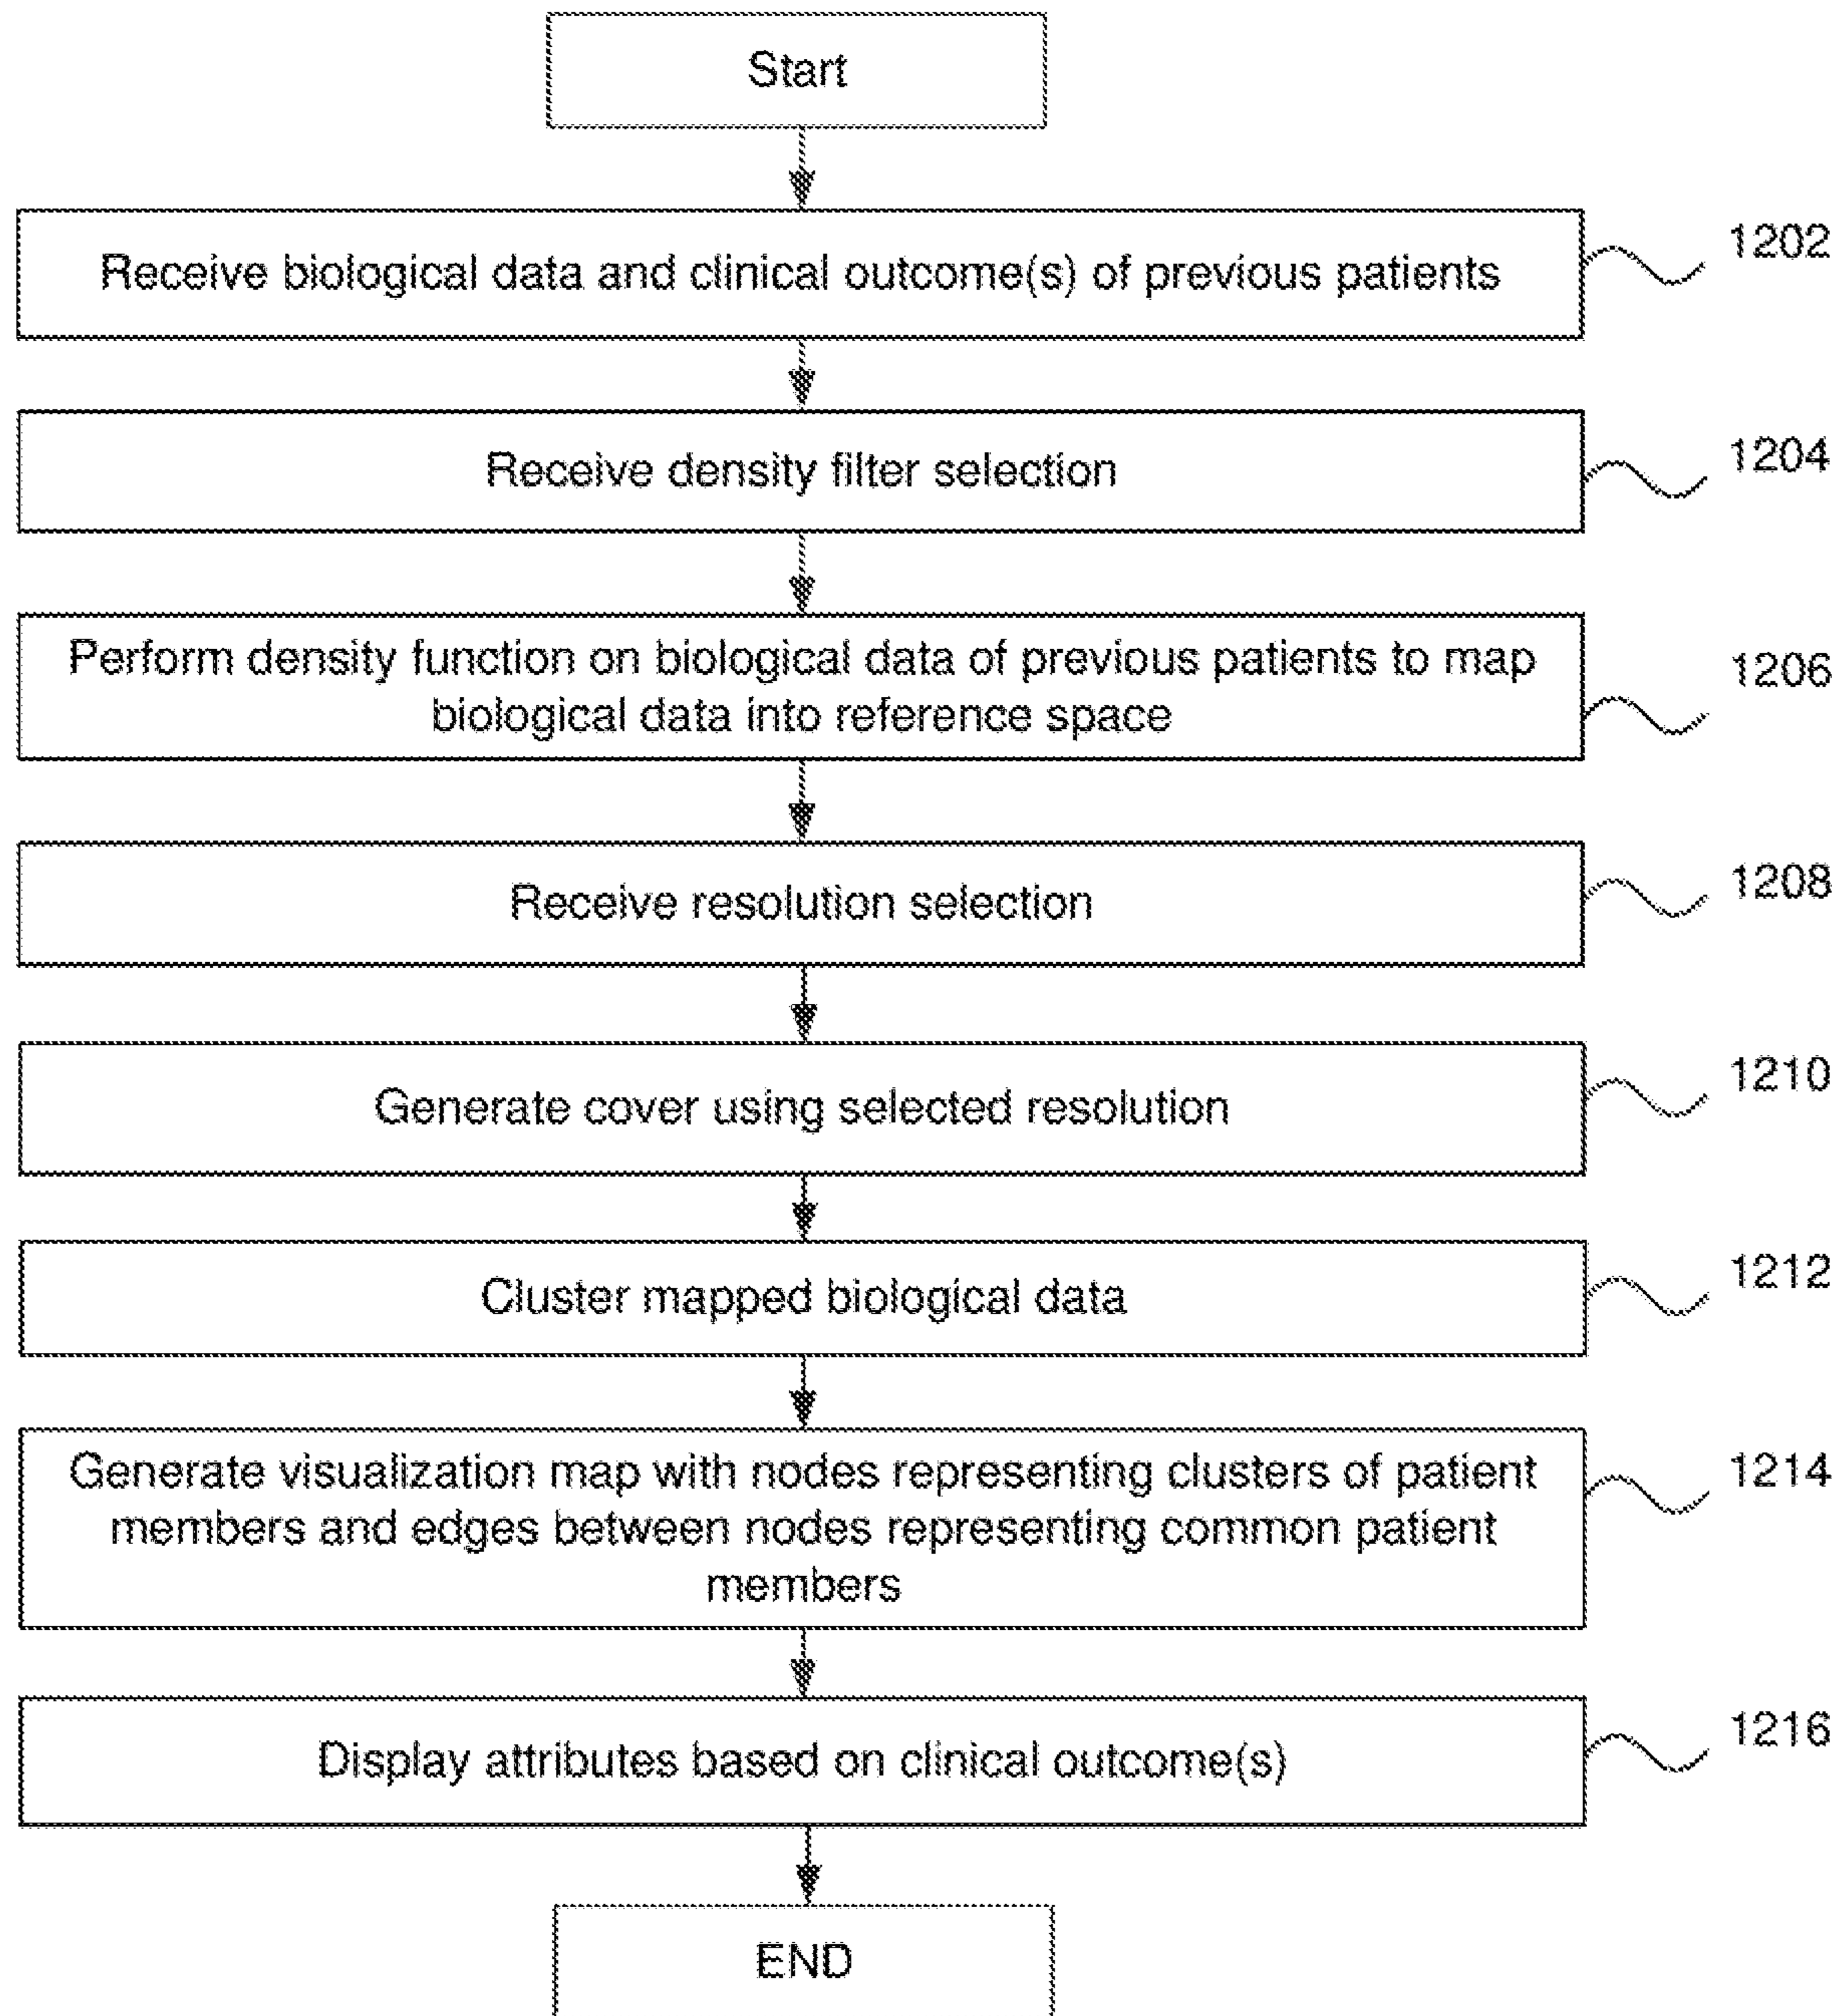 Start
Receive biological data and clinical outcome(s) of previous patients
1202
Receive density filter selection
1204
Perform density function on biological data of previous patients to map
biological data into reference space
1206
Receive resolution selection
1208
Generate cover using selected resolution
1210
Cluster mapped biological data
1212
Generate visualization map with nodes representing clusters of patient
members and edges between nodes representing common patient
members
1214
Display attributes based on clinical outcome(s)
1216
END